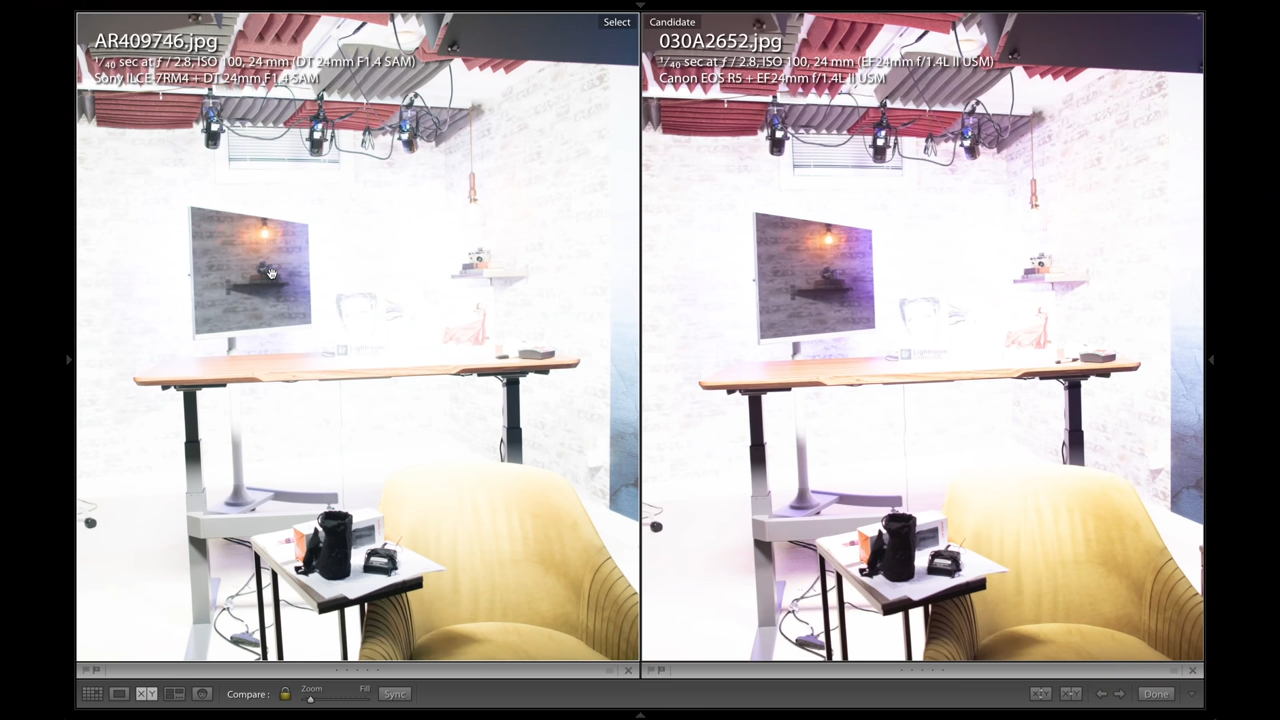 Select
AR409746.jpg
1/40 sec at f / 2.8, ISO 100, 24 mm (DT 24mm F1.4 SAM)
Sony ILCE-7RM4 + DT 24mm F1.4 SAM
Candidate
030A2652.jpg
1/40 sec at f / 2.8, ISO 100, 24 mm (EF24mm f/1.4L II USM)
Canon EOS R5 + EF24mm f/1.4L II USM
Compare :
Zoom
Fill
Sync
Done
X Y